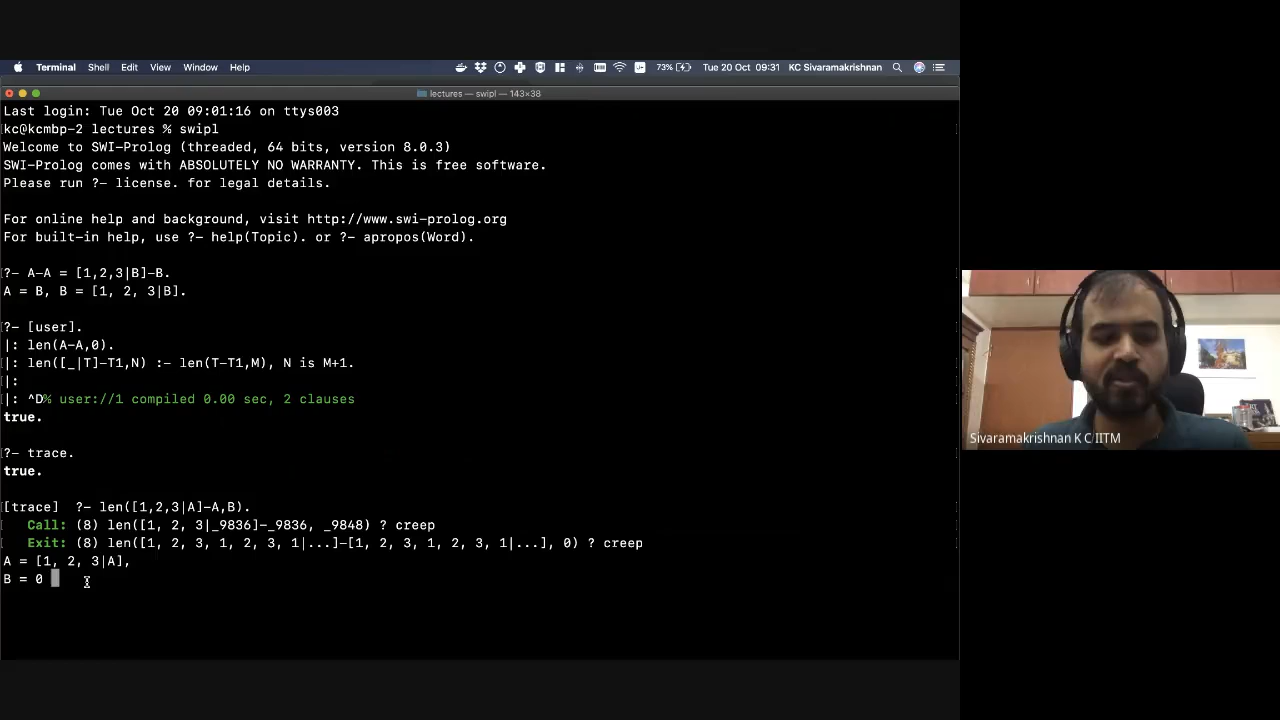 Terminal Shell Edit View Window Help 73% Tue 20 Oct 09:31 KC Sivaramakrishnan
lectures — swipl — 143×38
Last login: Tue Oct 20 09:01:16 on ttys003
kc@kcmbp-2 lectures % swipl
Welcome to SWI-Prolog (threaded, 64 bits, version 8.0.3)
SWI-Prolog comes with ABSOLUTELY NO WARRANTY. This is free software.
Please run ?- license. for legal details.
For online help and background, visit http://www.swi-prolog.org
For built-in help, use ?- help(Topic). or ?- apropos(Word).
?- A-A = [1,2,3|B]-B.
A = B, B = [1, 2, 3|B].
?- [user].
|: len(A-A,0).
|: len([_|T]-T1,N) :- len(T-T1,M), N is M+1.
|:
|: ^D% user://1 compiled 0.00 sec, 2 clauses
true.
?- trace.
true.
[trace]  ?- len([1,2,3|A]-A,B).
Call: (8) len([1, 2, 3|_9836]-_9836, _9848) ? creep
Exit: (8) len([1, 2, 3, 1, 2, 3, 1|...]-[1, 2, 3, 1, 2, 3, 1|...], 0) ? creep
A = [1, 2, 3|A],
B = 0
Sivaramakrishnan K C IITM